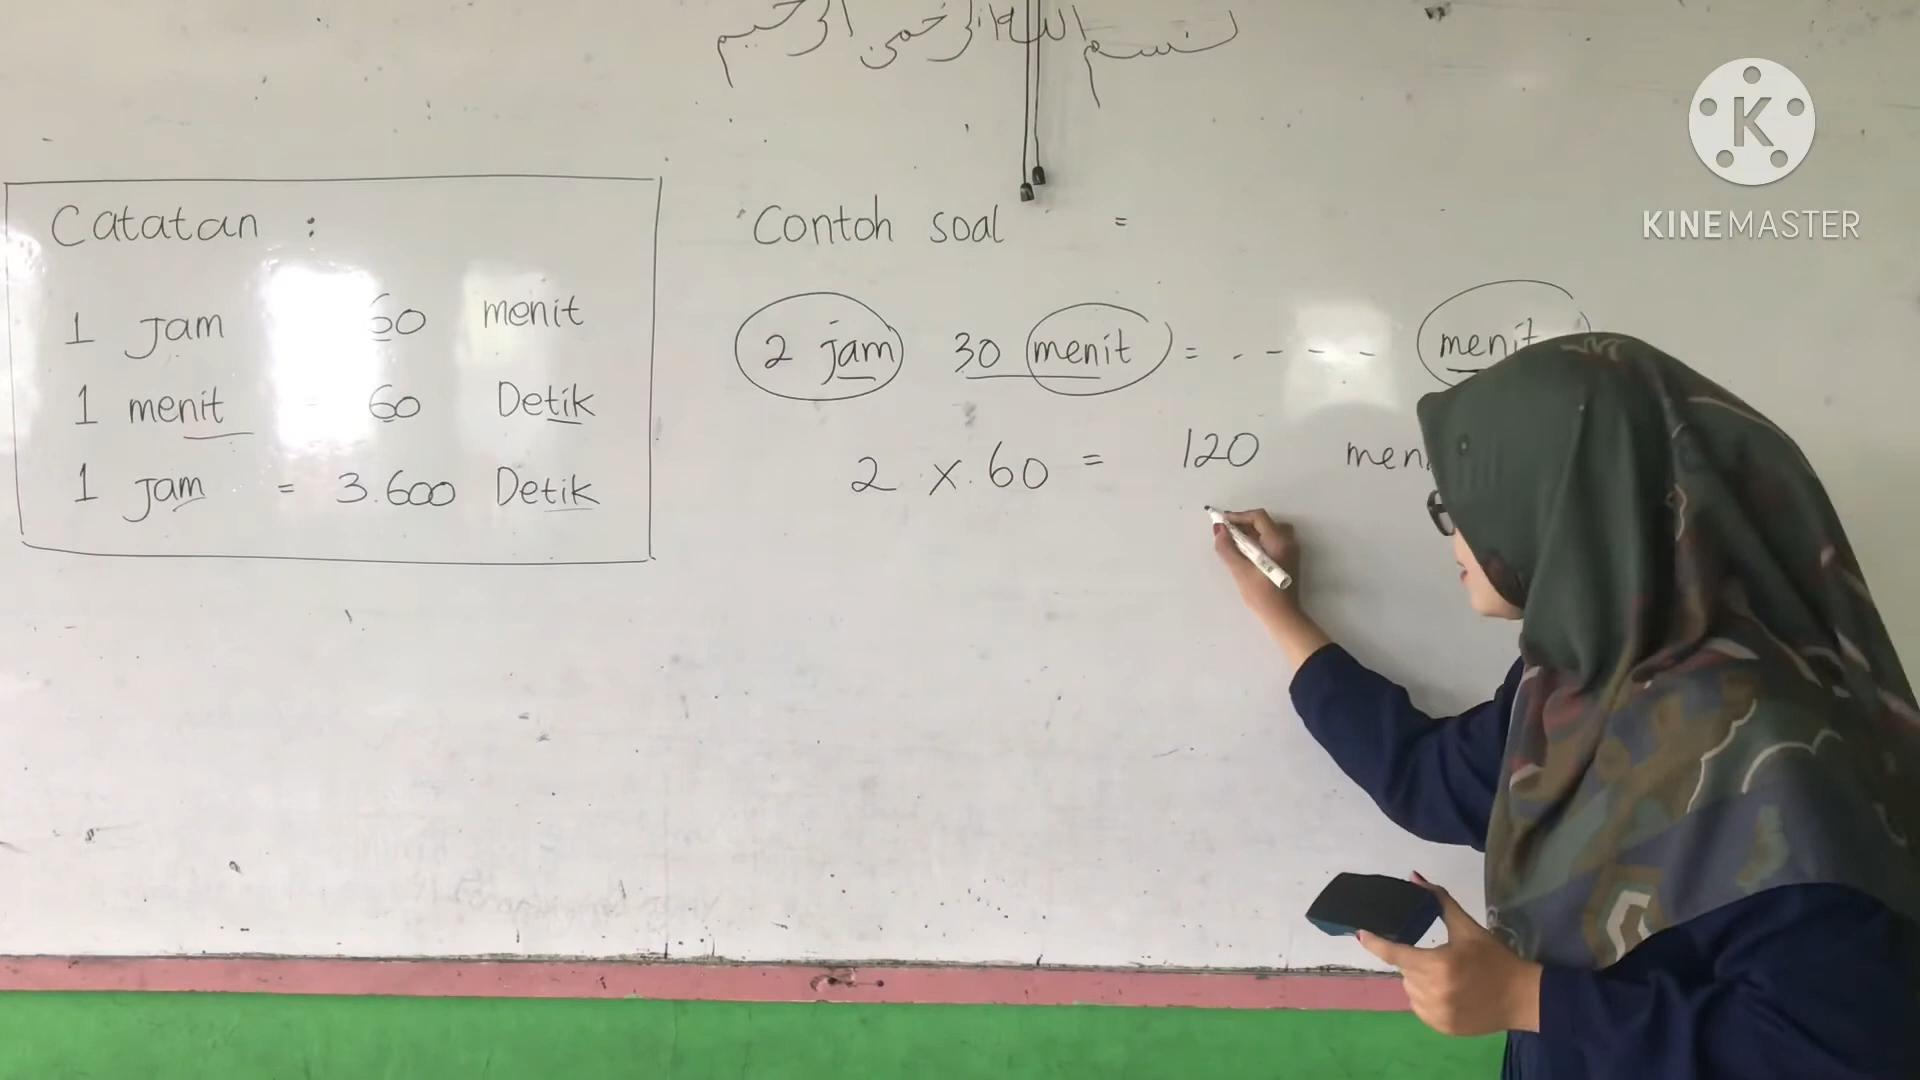 بسم الله الرحمن الرحيم
KINEMASTER
Catatan :
1 Jam 60 menit
1 menit = 60 Detik
1 Jam = 3.600 Detik
Contoh soal =
2 jam 30 menit = - - - - menit
2 x 60 = 120